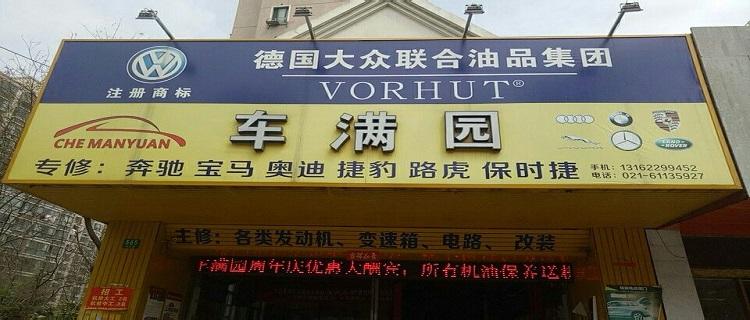 德国大众联合油品集团
注册商标
VORHUT®
CHE MANYUAN
车满园
专修：奔驰 宝马 奥迪 捷豹 路虎 保时捷
手机：13162299452
电话：021-61135927
主修：各类发动机、变速箱、电路、改装
车满园周年庆优惠大酬宾，所有机油保养送
565
招工